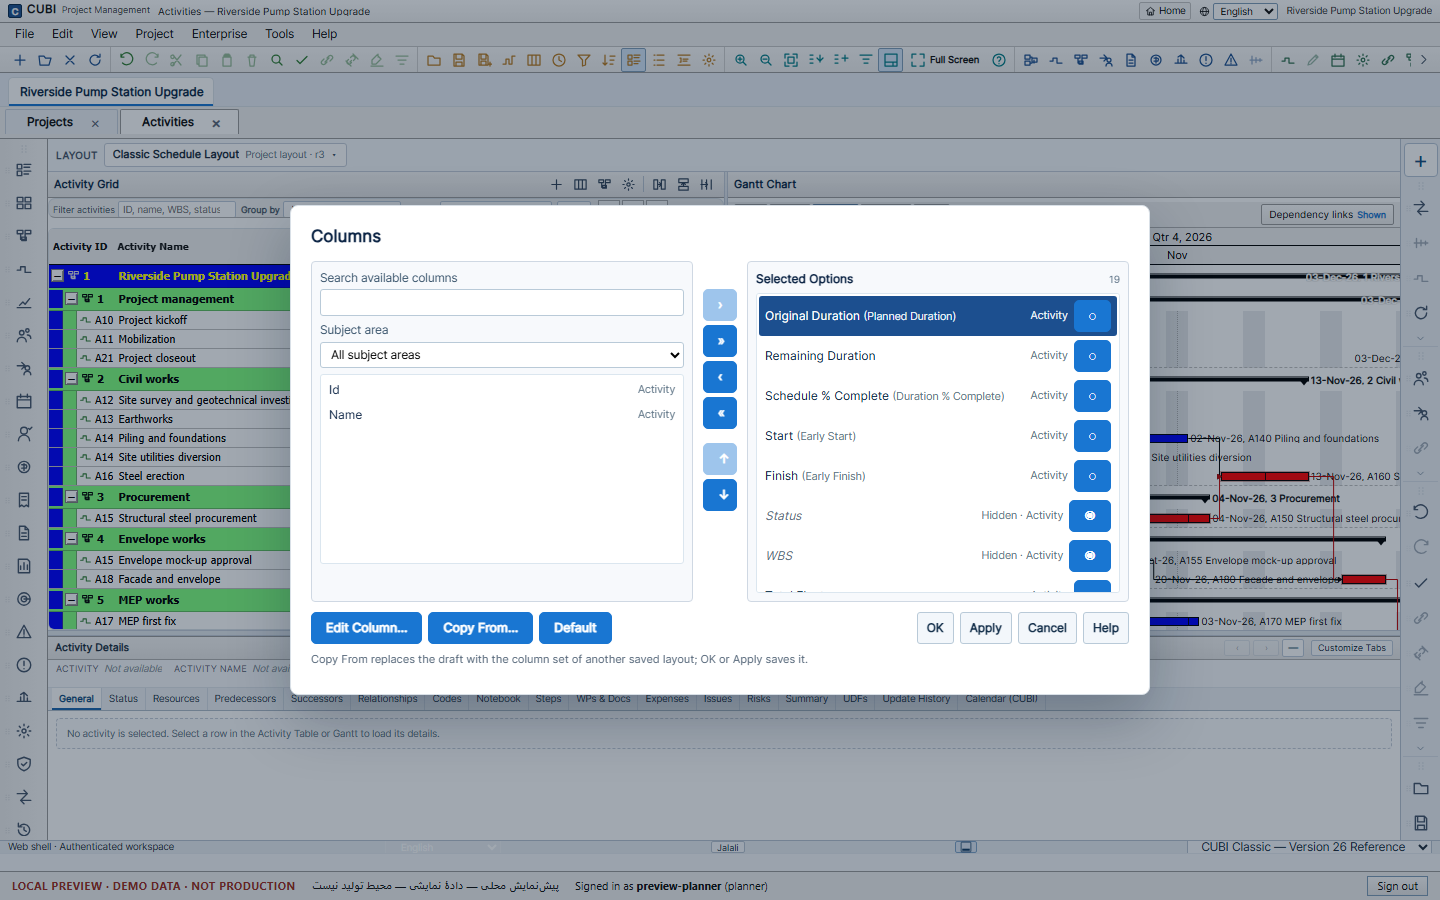 CUBI Project Management Activities — Riverside Pump Station Upgrade Home English Riverside Pump Station Upgrade
File Edit View Project Enterprise Tools Help
Full Screen
Riverside Pump Station Upgrade
Projects Activities
LAYOUT Classic Schedule Layout Project layout · r3
Activity Grid Gantt Chart
Filter activities ID, name, WBS, status Group by Dependency links Shown
Activity ID Activity Name Qtr 4, 2026
Nov
1 Riverside Pump Station Upgrad
1 Project management
A10 Project kickoff
A11 Mobilization
A21 Project closeout 03-Dec-2
2 Civil works 13-Nov-26, 2 Civil
A12 Site survey and geotechnical investi
A13 Earthworks
A14 Piling and foundations 02-Nov-26, A140 Piling and foundations
A14 Site utilities diversion Site utilities diversion
A16 Steel erection 13-Nov-26, A160 S
3 Procurement 04-Nov-26, 3 Procurement
A15 Structural steel procurement 04-Nov-26, A150 Structural steel procur
4 Envelope works
A15 Envelope mock-up approval t-26, A155 Envelope mock-up approval
A18 Facade and envelope 20-Nov-26, A180 Facade and envelope
5 MEP works
A17 MEP first fix 03-Nov-26, A170 MEP first fix
Columns
Search available columns
Subject area
All subject areas
Id Activity
Name Activity
Selected Options 19
Original Duration (Planned Duration) Activity
Remaining Duration Activity
Schedule % Complete (Duration % Complete) Activity
Start (Early Start) Activity
Finish (Early Finish) Activity
Status Hidden · Activity
WBS Hidden · Activity
Edit Column... Copy From... Default OK Apply Cancel Help
Copy From replaces the draft with the column set of another saved layout; OK or Apply saves it.
Activity Details Customize Tabs
ACTIVITY Not available ACTIVITY NAME Not avai
General Status Resources Predecessors Successors Relationships Codes Notebook Steps WPs & Docs Expenses Issues Risks Summary UDFs Update History Calendar (CUBI)
No activity is selected. Select a row in the Activity Table or Gantt to load its details.
Web shell · Authenticated workspace English Jalali CUBI Classic — Version 26 Reference
LOCAL PREVIEW · DEMO DATA · NOT PRODUCTION پیش‌نمایش محلی — دادهٔ نمایشی — محیط تولید نیست Signed in as preview-planner (planner) Sign out